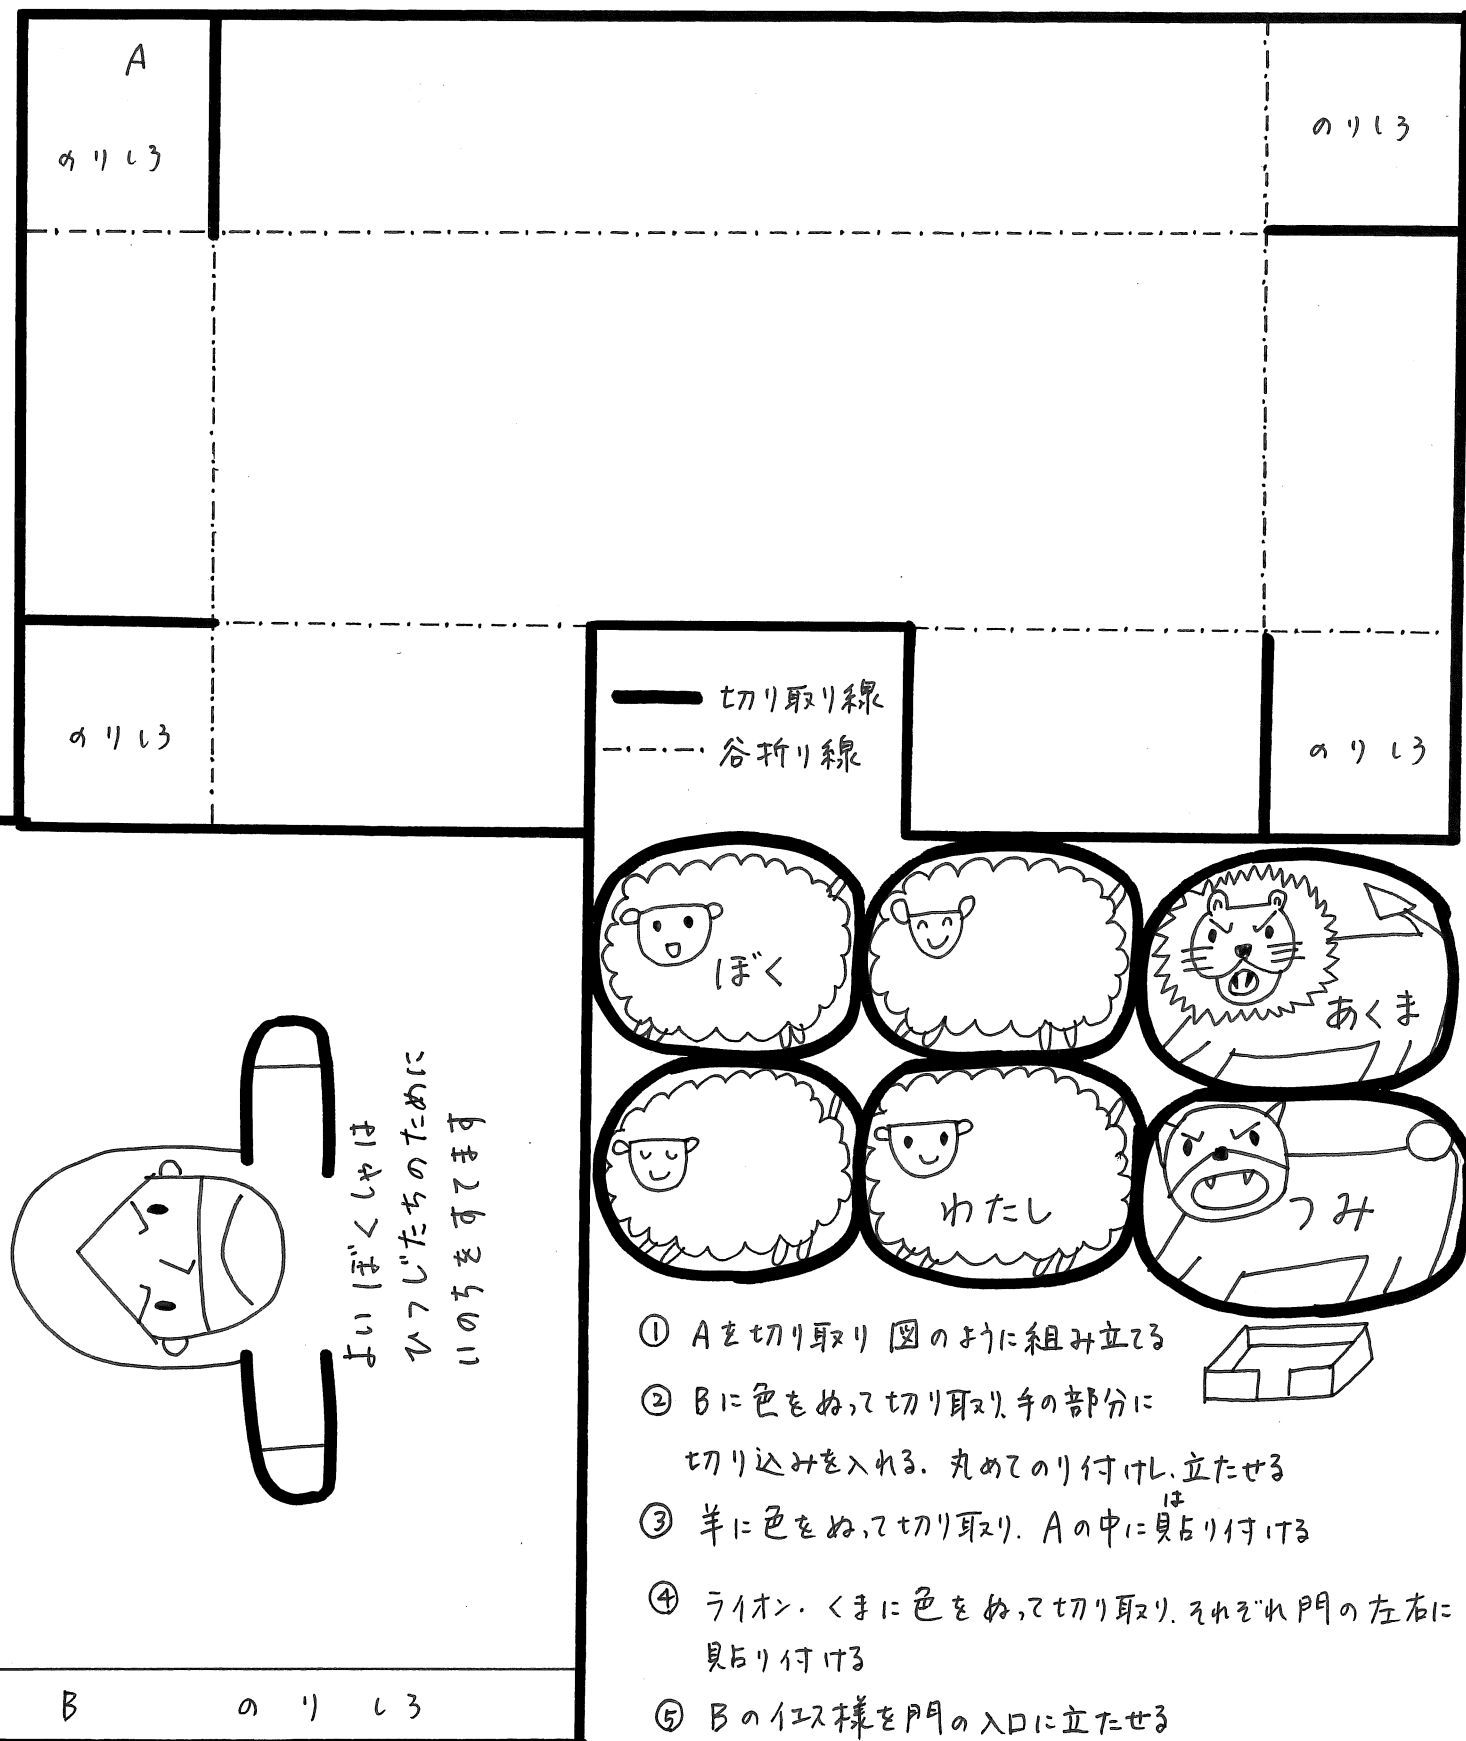 A
のりしろ
のりしろ
のりしろ
のりしろ
切り取り線
谷折り線
ぼく
あくま
わたし
つみ
よいぼくしゃは
ひつじたちのために
いのちをすてます
① Aを切り取り 図のように組み立てる
② Bに色をぬって切り取り、手の部分に
切り込みを入れる. 丸めてのり付けし、立たせる
③ 羊に色をぬって切り取り. Aの中に貼り付ける
は
④ ライオン・くまに色をぬって切り取り. それぞれ門の左右に
貼り付ける
⑤ Bのイエス様を門の入口に立たせる
B のりしろ